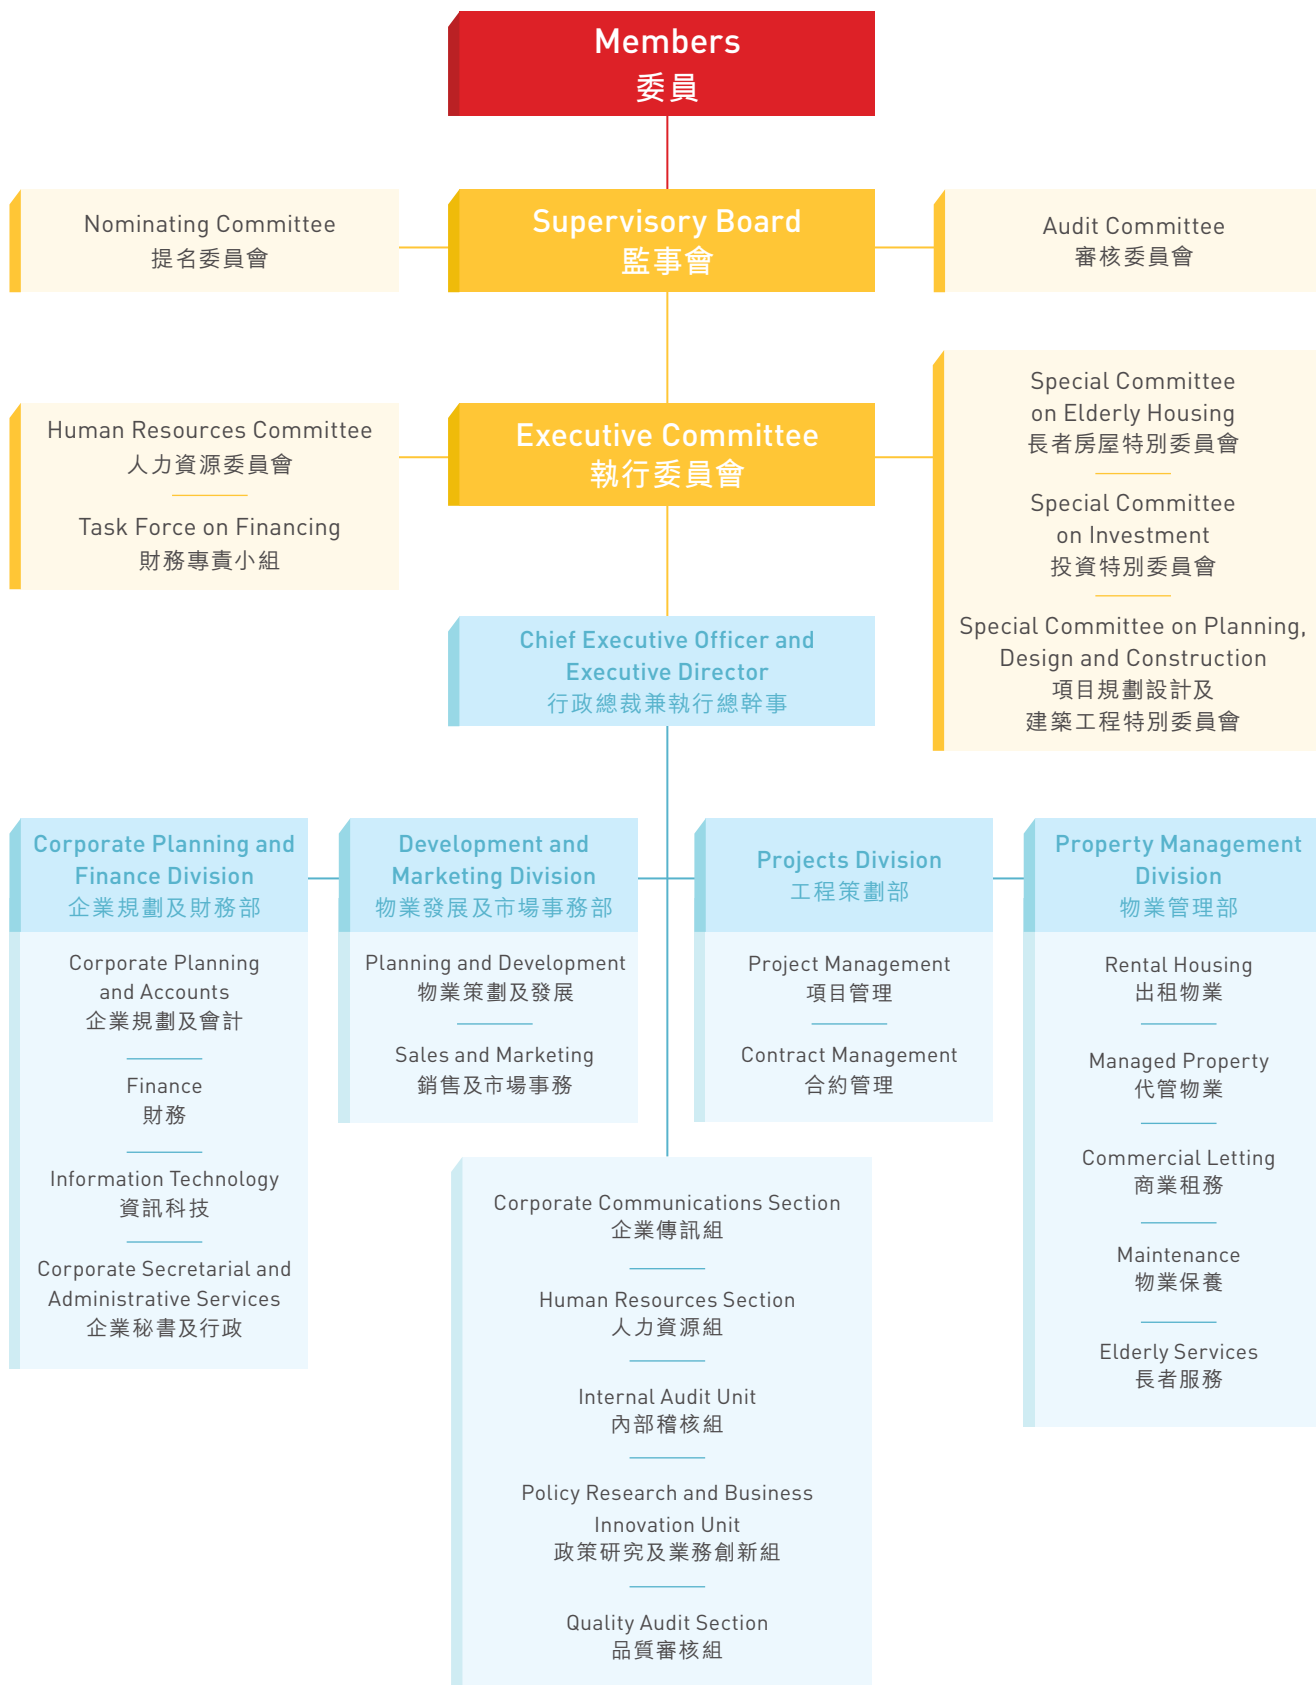 Members
委員
Nominating Committee
提名委員會
Supervisory Board
監事會
Audit Committee
審核委員會
Human Resources Committee
人力資源委員會
Task Force on Financing
財務專責小組
Executive Committee
執行委員會
Special Committee
on Elderly Housing
長者房屋特別委員會
Special Committee
on Investment
投資特別委員會
Special Committee on Planning,
Design and Construction
項目規劃設計及
建築工程特別委員會
Chief Executive Officer and
Executive Director
行政總裁兼執行總幹事
Corporate Planning and
Finance Division
企業規劃及財務部
Corporate Planning
and Accounts
企業規劃及會計
Finance
財務
Information Technology
資訊科技
Corporate Secretarial and
Administrative Services
企業秘書及行政
Development and
Marketing Division
物業發展及市場事務部
Planning and Development
物業策劃及發展
Sales and Marketing
銷售及市場事務
Projects Division
工程策劃部
Project Management
項目管理
Contract Management
合約管理
Property Management
Division
物業管理部
Rental Housing
出租物業
Managed Property
代管物業
Commercial Letting
商業租務
Maintenance
物業保養
Elderly Services
長者服務
Corporate Communications Section
企業傳訊組
Human Resources Section
人力資源組
Internal Audit Unit
內部稽核組
Policy Research and Business
Innovation Unit
政策研究及業務創新組
Quality Audit Section
品質審核組